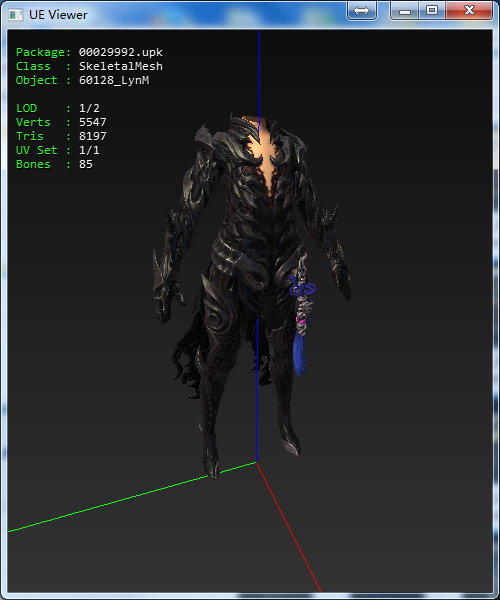 UE Viewer
Package: 00029992.upk
Class : SkeletalMesh
Object : 60128_LynM
LOD : 1/2
Verts : 5547
Tris : 8197
UV Set : 1/1
Bones : 85